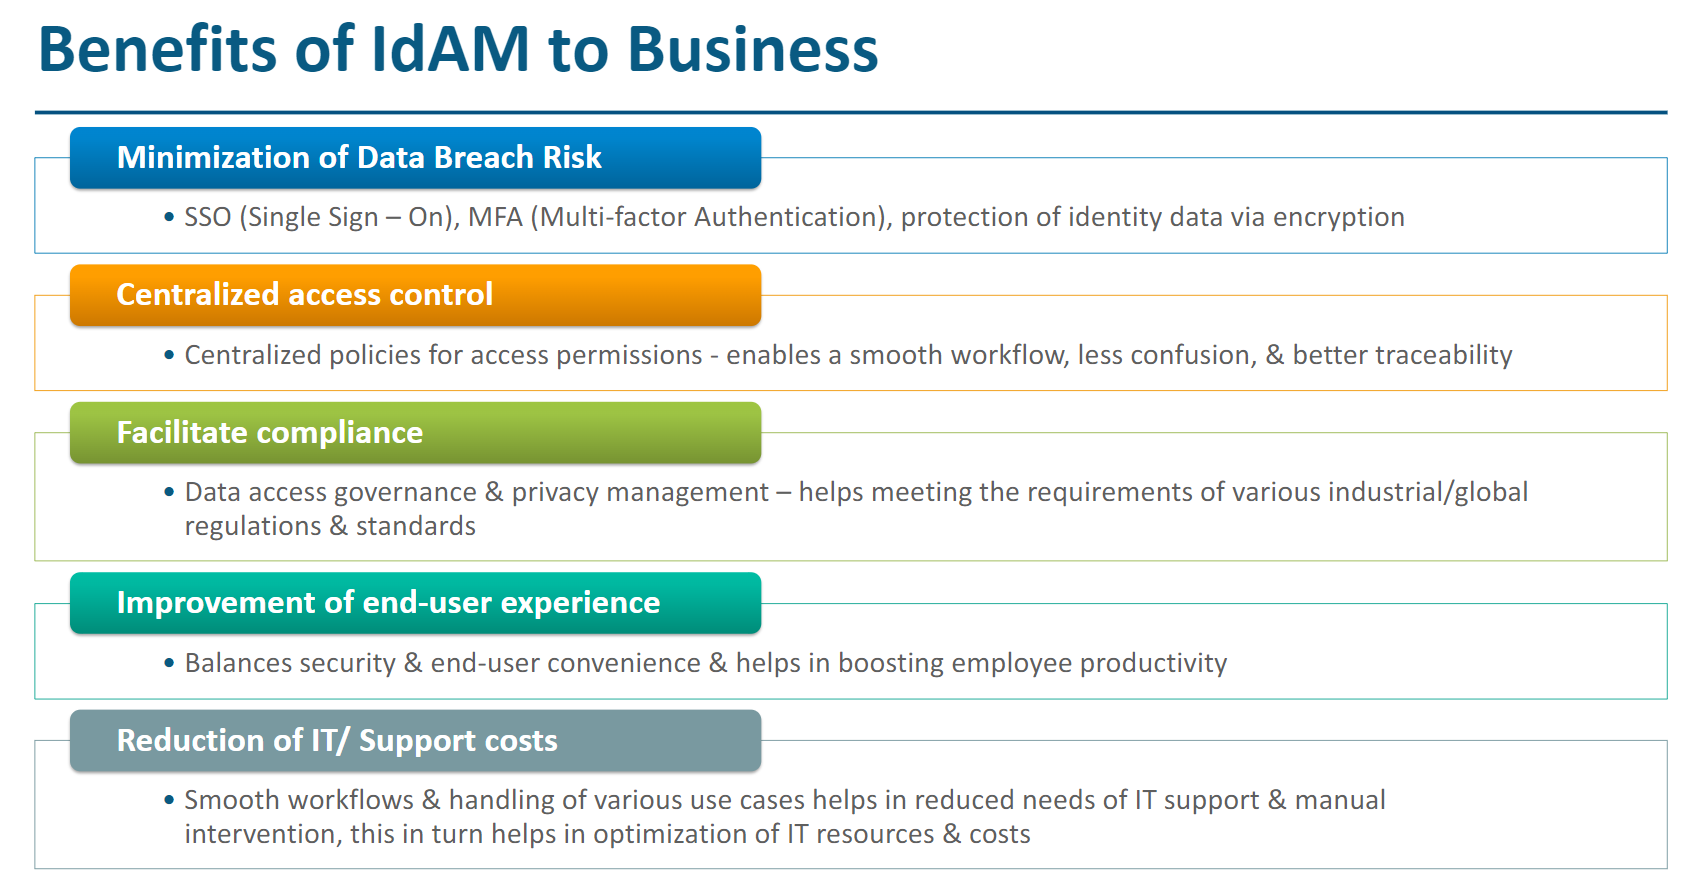 Benefits of IdAM to Business
Minimization of Data Breach Risk
• SSO (Single Sign – On), MFA (Multi-factor Authentication), protection of identity data via encryption
Centralized access control
• Centralized policies for access permissions - enables a smooth workflow, less confusion, & better traceability
Facilitate compliance
• Data access governance & privacy management – helps meeting the requirements of various industrial/global
regulations & standards
Improvement of end-user experience
• Balances security & end-user convenience & helps in boosting employee productivity
Reduction of IT/ Support costs
• Smooth workflows & handling of various use cases helps in reduced needs of IT support & manual
intervention, this in turn helps in optimization of IT resources & costs